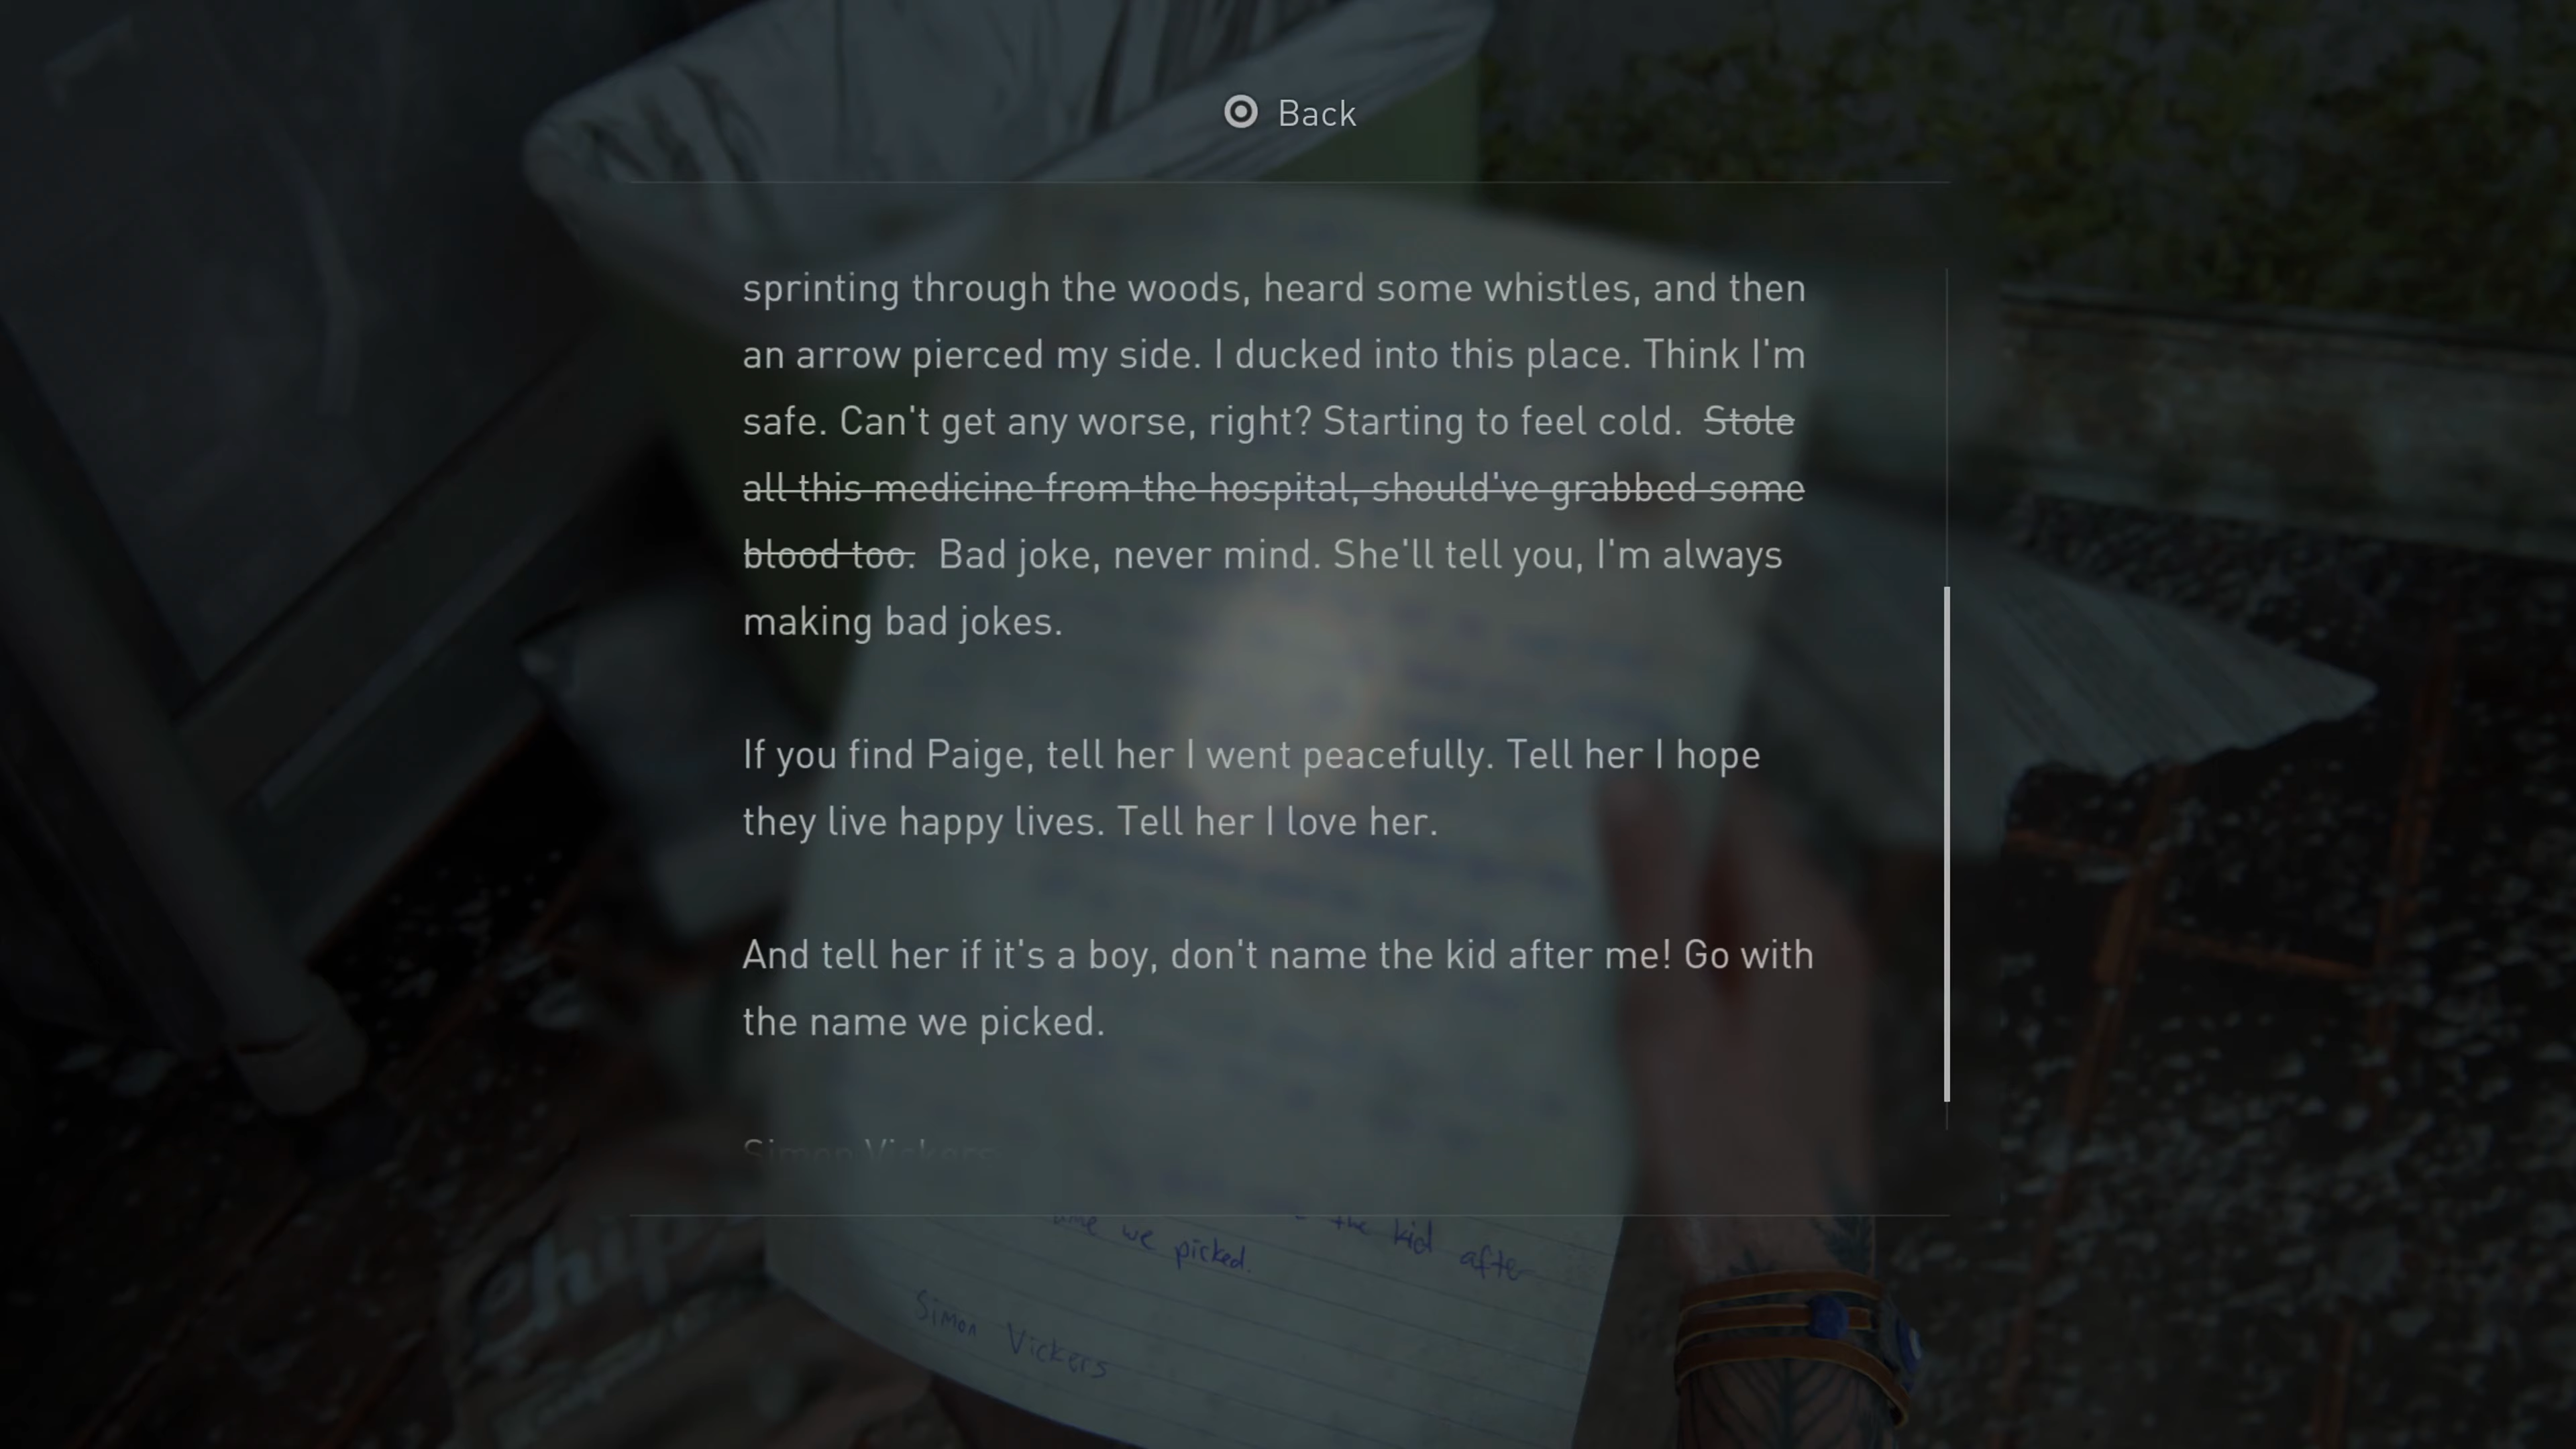 Back
sprinting through the woods, heard some whistles, and then
an arrow pierced my side. I ducked into this place. Think I'm
safe. Can't get any worse, right? Starting to feel cold. Stole
all this medicine from the hospital, should've grabbed some
blood too. Bad joke, never mind. She'll tell you, I'm always
making bad jokes.
If you find Paige, tell her I went peacefully. Tell her I hope
they live happy lives. Tell her I love her.
And tell her if it's a boy, don't name the kid after me! Go with
the name we picked.
Simon Vickers
the kid after
we picked.
Simon Vickers